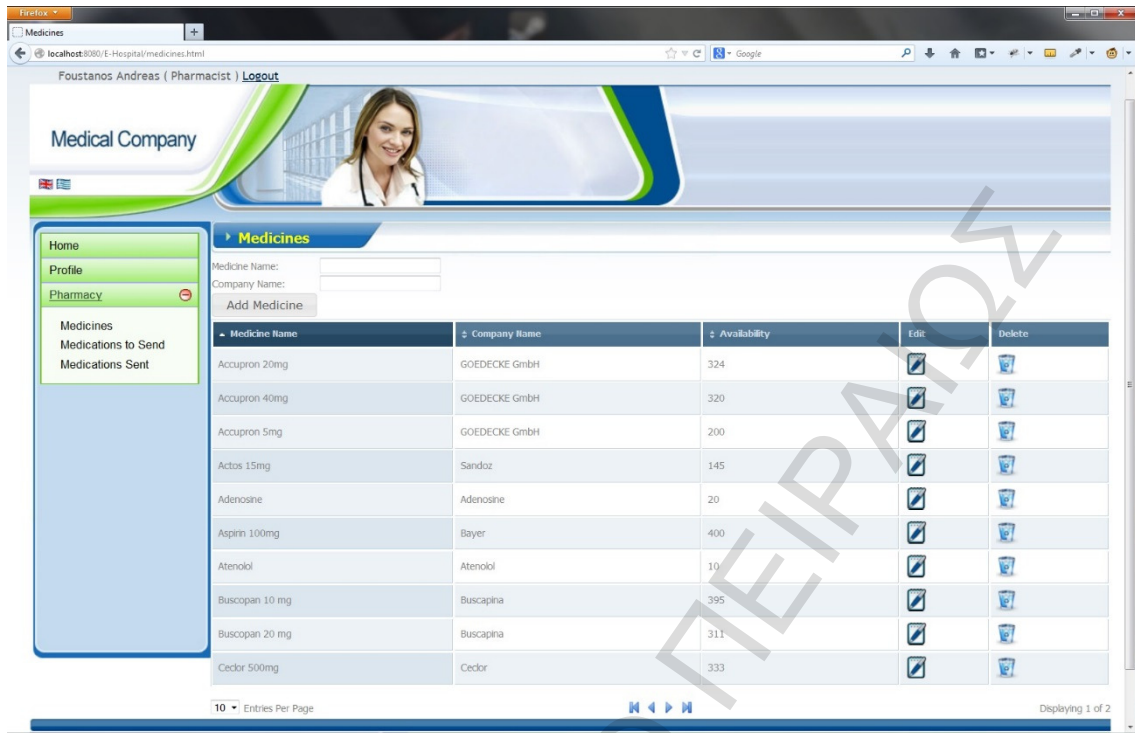 Firefox
Medicines
localhost:8080/E-Hospital/medicines.html
Google
Foustanos Andreas ( Pharmacist ) Logout
Medical Company
Home
Profile
Pharmacy
Medicines
Medications to Send
Medications Sent
Medicines
Medicine Name:
Company Name:
Add Medicine
Medicine Name Company Name Availability Edit Delete
Accupron 20mg GOEDECKE GmbH 324
Accupron 40mg GOEDECKE GmbH 320
Accupron 5mg GOEDECKE GmbH 200
Actos 15mg Sandoz 145
Adenosine Adenosine 20
Aspirin 100mg Bayer 400
Atenolol Atenolol 10
Buscopan 10 mg Buscapina 395
Buscopan 20 mg Buscapina 311
Ceclor 500mg Ceclor 333
10 Entries Per Page Displaying 1 of 2
ΠΕΙΡΑΙΩΣ